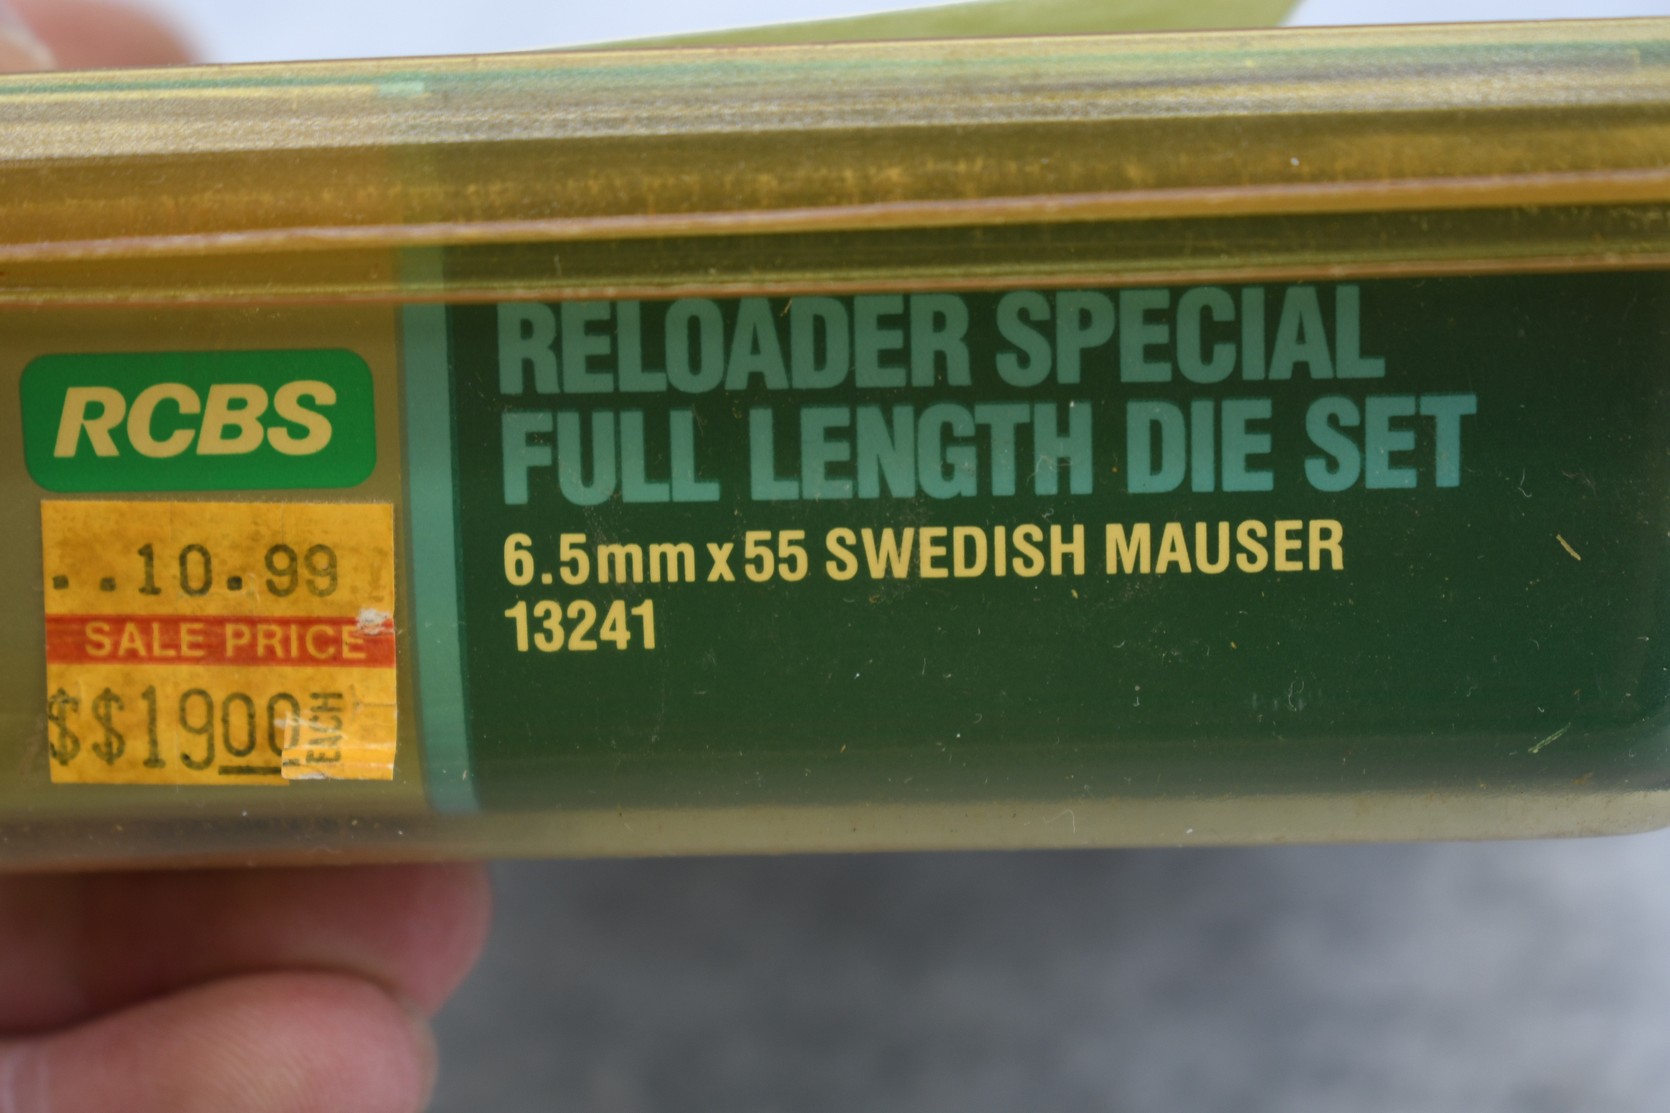 RELOADER SPECIAL
FULL LENGTH DIE SET
6.5mm x 55 SWEDISH MAUSER
13241
RCBS
..10.99
SALE PRICE
$$1900 EACH